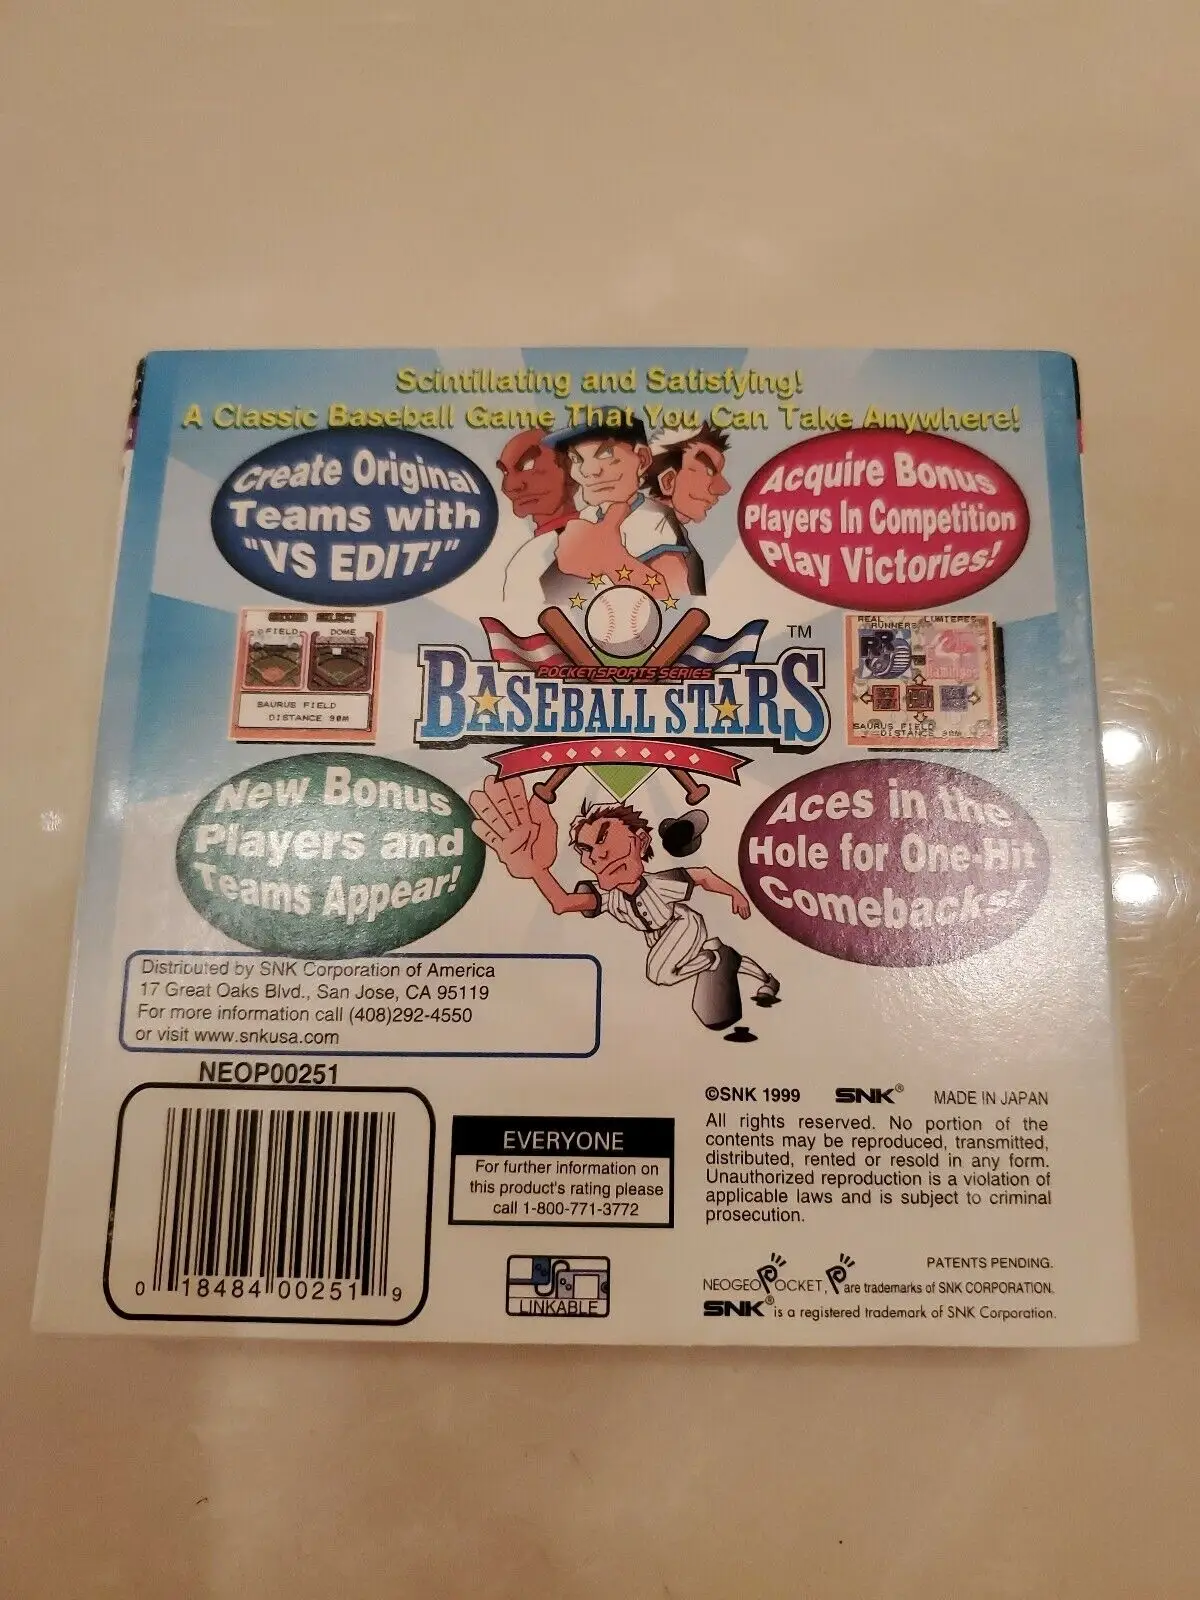 Scintillating and Satisfying!
A Classic Baseball Game That You Can Take Anywhere!
Create Original
Teams with
"VS EDIT!"
Acquire Bonus
Players In Competition
Play Victories!
SELECT
FIELD DOME
SAURUS FIELD
DISTANCE 98M
TM
POCKET SPORTS SERIES
BASEBALL STARS
REAL RUNNERS LUMIERES
RR
Flamingos
SAURUS FIELD
DISTANCE 98M
New Bonus
Players and
Teams Appear!
Aces in the
Hole for One-Hit
Comebacks!
Distributed by SNK Corporation of America
17 Great Oaks Blvd., San Jose, CA 95119
For more information call (408)292-4550
or visit www.snkusa.com
NEOP00251
0 18484 00251 9
EVERYONE
For further information on
this product's rating please
call 1-800-771-3772
LINKABLE
©SNK 1999 SNK® MADE IN JAPAN
All rights reserved. No portion of the
contents may be reproduced, transmitted,
distributed, rented or resold in any form.
Unauthorized reproduction is a violation of
applicable laws and is subject to criminal
prosecution.
PATENTS PENDING.
NEOGEO POCKET, P are trademarks of SNK CORPORATION.
SNK® is a registered trademark of SNK Corporation.